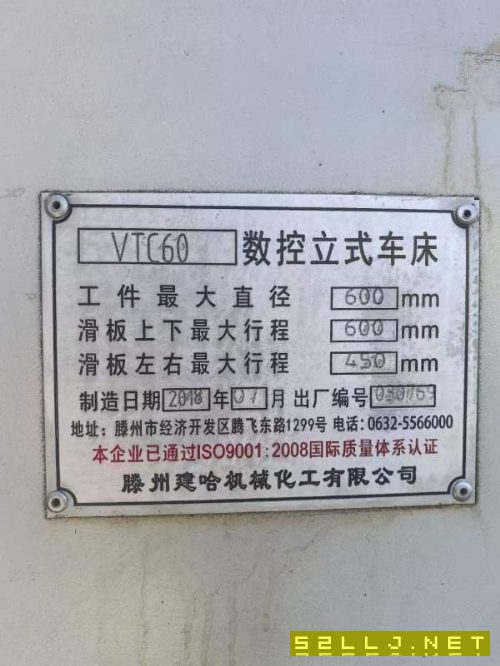 VTC60 数控立式车床
工件最大直径 600 mm
滑板上下最大行程 600 mm
滑板左右最大行程 450 mm
制造日期 2018 年 07 月 出厂编号 030769
地址：滕州市经济开发区腾飞东路1299号 电话：0632-5566000
本企业已通过ISO9001:2008国际质量体系认证
滕州建哈机械化工有限公司
52LLJ.NET